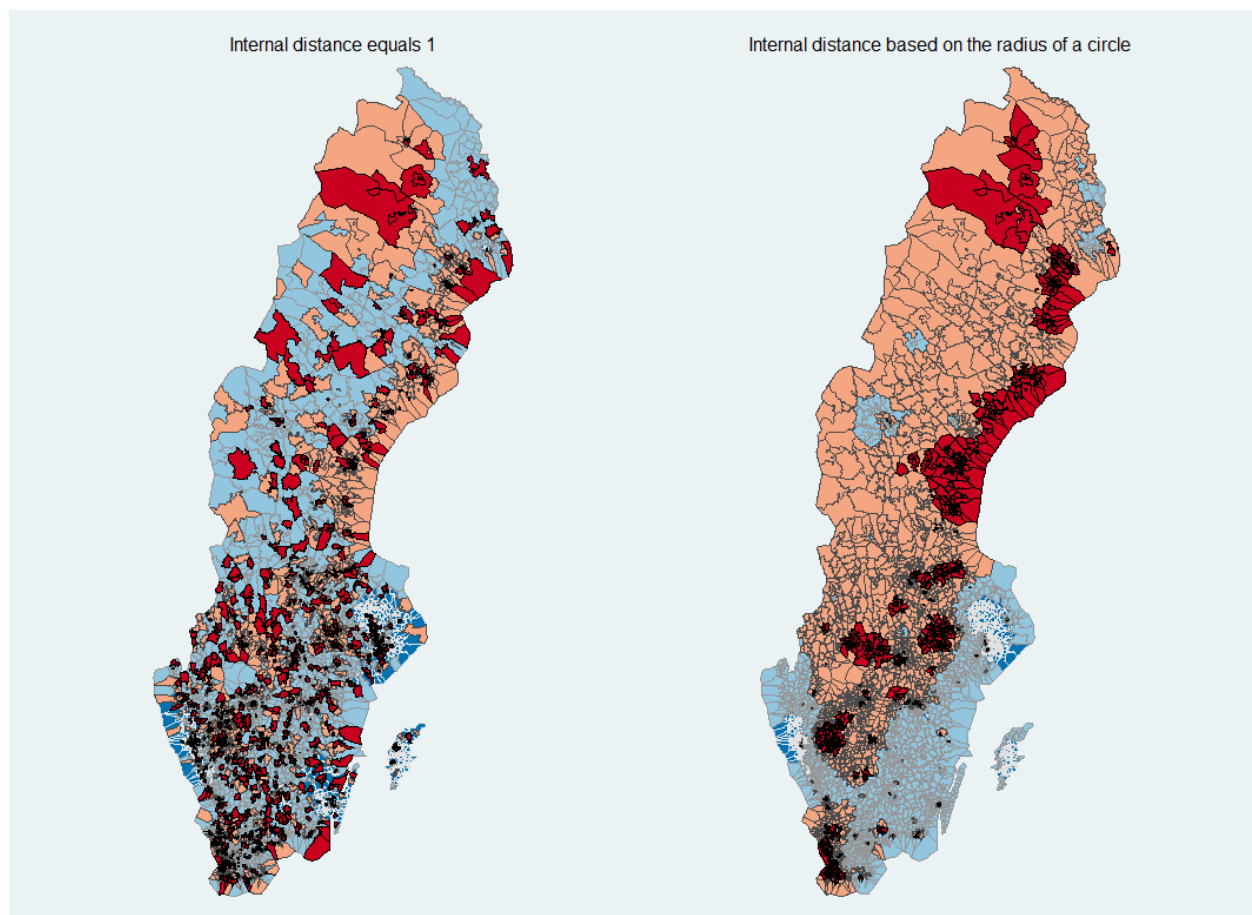 Internal distance equals 1
Internal distance based on the radius of a circle